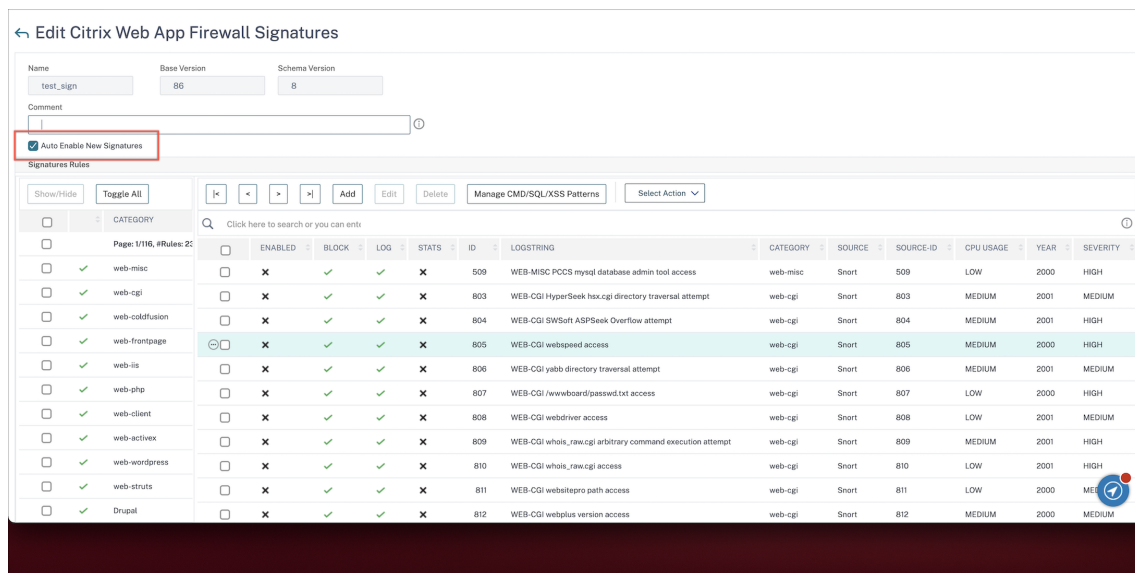 Edit Citrix Web App Firewall Signatures
Name Base Version Schema Version
test_sign 86 8
Comment
Auto Enable New Signatures
Signatures Rules
Show/Hide Toggle All |< < > >| Add Edit Delete Manage CMD/SQL/XSS Patterns Select Action
CATEGORY
Click here to search or you can ente
Page: 1/116, #Rules: 23
ENABLED BLOCK LOG STATS ID LOGSTRING CATEGORY SOURCE SOURCE-ID CPU USAGE YEAR SEVERITY
web-misc
509 WEB-MISC PCCS mysql database admin tool access web-misc Snort 509 LOW 2000 HIGH
web-cgi
803 WEB-CGI HyperSeek hsx.cgi directory traversal attempt web-cgi Snort 803 MEDIUM 2001 MEDIUM
web-coldfusion
804 WEB-CGI SWSoft ASPSeek Overflow attempt web-cgi Snort 804 MEDIUM 2001 HIGH
web-frontpage
805 WEB-CGI webspeed access web-cgi Snort 805 MEDIUM 2000 HIGH
web-iis
806 WEB-CGI yabb directory traversal attempt web-cgi Snort 806 MEDIUM 2001 MEDIUM
web-php
807 WEB-CGI /wwwboard/passwd.txt access web-cgi Snort 807 LOW 2000 HIGH
web-client
808 WEB-CGI webdriver access web-cgi Snort 808 LOW 2001 MEDIUM
web-activex
809 WEB-CGI whois_raw.cgi arbitrary command execution attempt web-cgi Snort 809 MEDIUM 2001 HIGH
web-wordpress
810 WEB-CGI whois_raw.cgi access web-cgi Snort 810 LOW 2001 HIGH
web-struts
811 WEB-CGI websitepro path access web-cgi Snort 811 LOW 2000
Drupal
812 WEB-CGI webplus version access web-cgi Snort 812 MEDIUM 2000 MEDIUM